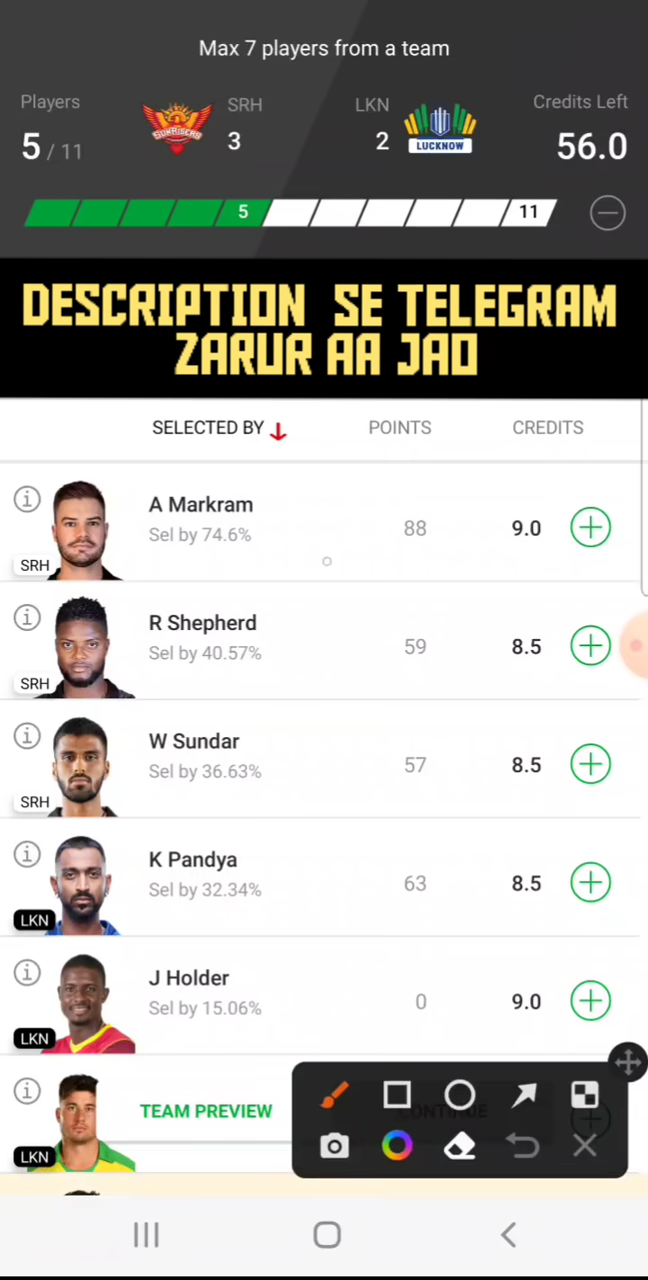 Max 7 players from a team
Players SRH LKN Credits Left
5 / 11 3 2 56.0
SUNRISERS
LUCKNOW
5 11
DESCRIPTION SE TELEGRAM
ZARUR AA JAO
SELECTED BY POINTS CREDITS
A Markram
Sel by 74.6% 88 9.0
SRH
R Shepherd
Sel by 40.57% 59 8.5
SRH
W Sundar
Sel by 36.63% 57 8.5
SRH
K Pandya
Sel by 32.34% 63 8.5
LKN
J Holder
Sel by 15.06% 0 9.0
LKN
TEAM PREVIEW CONTINUE
LKN